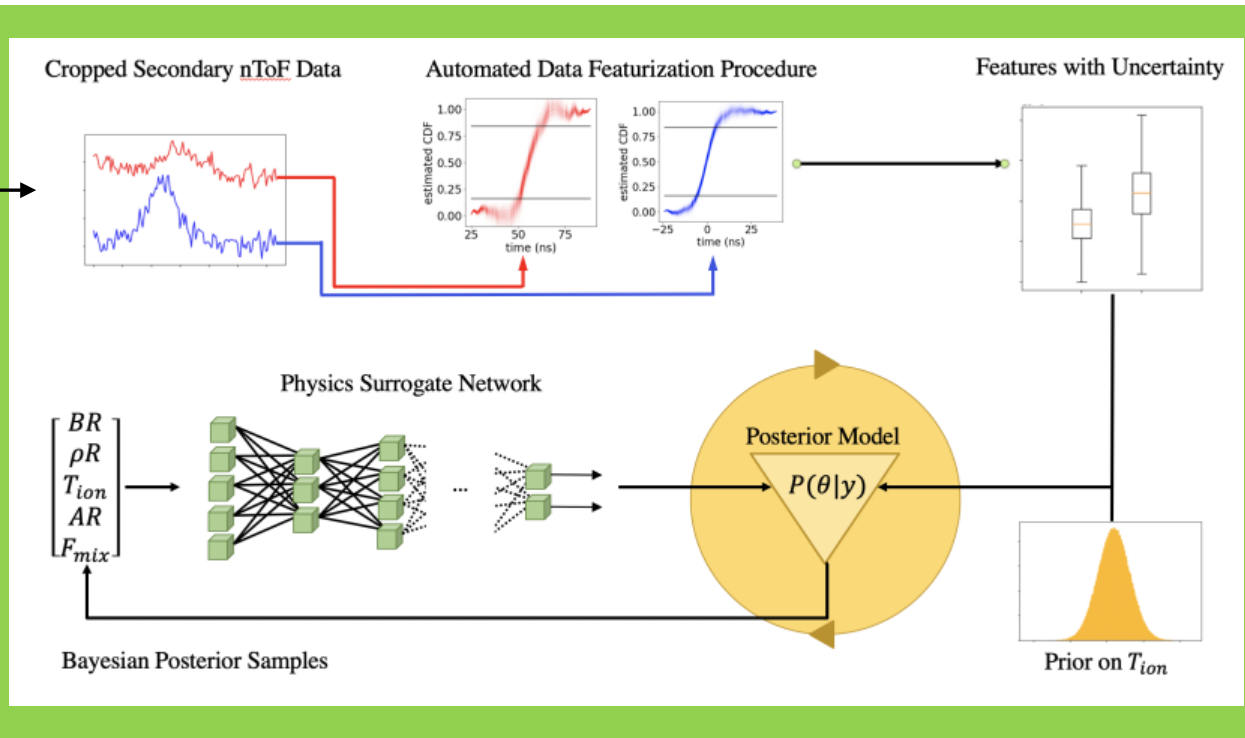 Cropped Secondary nToF Data
Automated Data Featurization Procedure
Features with Uncertainty
1.00
0.75
0.50
0.25
0.00
estimated CDF
25 50 75
time (ns)
1.00
0.75
0.50
0.25
0.00
estimated CDF
−25 0 25
time (ns)
Physics Surrogate Network
BR
ρR
T_ion
AR
F_mix
...
Posterior Model
P(θ|y)
Bayesian Posterior Samples
Prior on T_ion